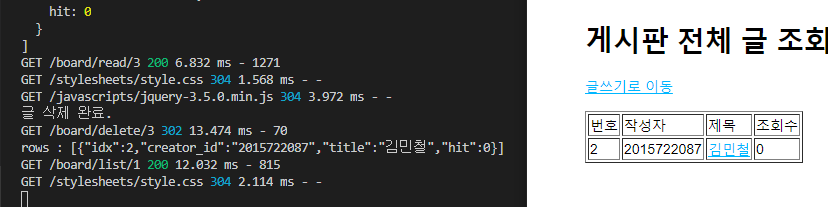 hit: 0
}
]
GET /board/read/3 200 6.832 ms - 1271
GET /stylesheets/style.css 304 1.568 ms - -
GET /javascripts/jquery-3.5.0.min.js 304 3.972 ms - -
글 삭제 완료.
GET /board/delete/3 302 13.474 ms - 70
rows : [{"idx":2,"creator_id":"2015722087","title":"김민철","hit":0}]
GET /board/list/1 200 12.032 ms - 815
GET /stylesheets/style.css 304 2.114 ms - -
게시판 전체 글 조회
글쓰기로 이동
번호 작성자 제목 조회수
2 2015722087 김민철 0